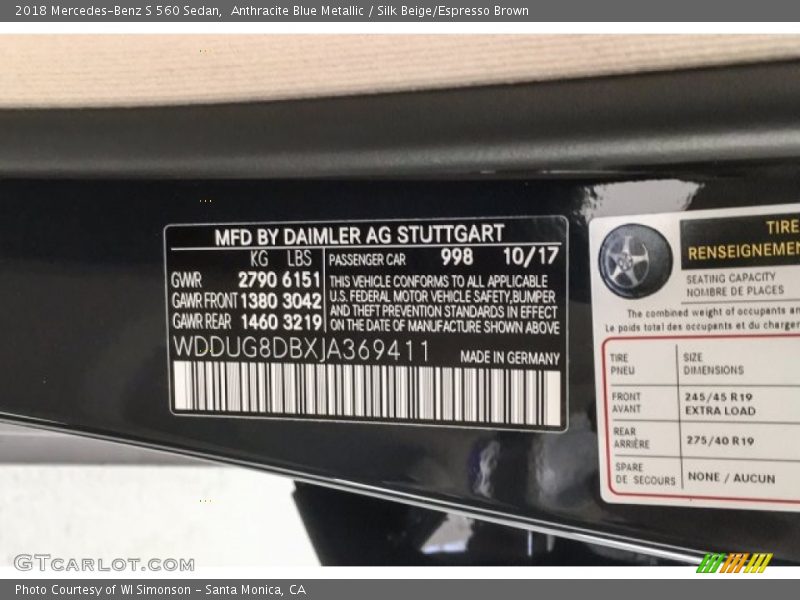 2018 Mercedes-Benz S 560 Sedan,  Anthracite Blue Metallic / Silk Beige/Espresso Brown
MFD BY DAIMLER AG STUTTGART
KG LBS
GWR 2790 6151
GAWR FRONT 1380 3042
GAWR REAR 1460 3219
PASSENGER CAR 998 10/17
THIS VEHICLE CONFORMS TO ALL APPLICABLE
U.S. FEDERAL MOTOR VEHICLE SAFETY,BUMPER
AND THEFT PREVENTION STANDARDS IN EFFECT
ON THE DATE OF MANUFACTURE SHOWN ABOVE
WDDUG8DBXJA369411 MADE IN GERMANY
TIRE
RENSEIGNEMEN
SEATING CAPACITY
NOMBRE DE PLACES
The combined weight of occupants an
Le poids total des occupants et du charger
TIRE SIZE
PNEU DIMENSIONS
FRONT 245/45 R19
AVANT EXTRA LOAD
REAR 275/40 R19
ARRIÈRE
SPARE NONE / AUCUN
DE SECOURS
GTCARLOT.COM
Photo Courtesy of WI Simonson - Santa Monica, CA